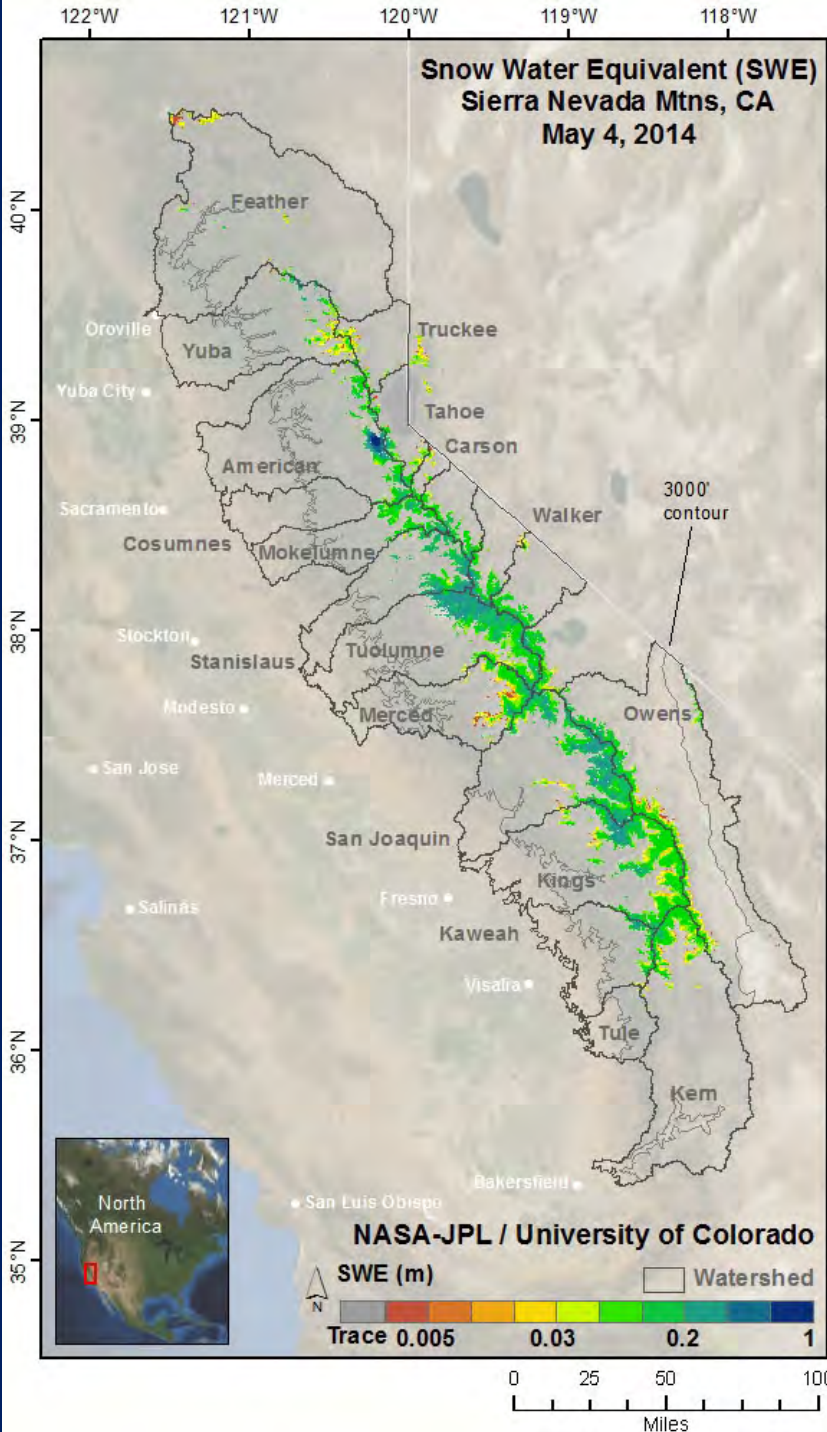 122°W 121°W 120°W 119°W 118°W
Snow Water Equivalent (SWE)
Sierra Nevada Mtns, CA
May 4, 2014
40°N
39°N
38°N
37°N
36°N
35°N
Feather
Oroville
Yuba
Truckee
Yuba City
Tahoe
Carson
American
3000'
contour
Sacramento
Walker
Cosumnes
Mokelumne
Stockton
Stanislaus
Tuolumne
Modesto
Merced
Owens
San Jose
Merced
San Joaquin
Kings
Fresno
Salinas
Kaweah
Visalia
Tule
Kern
Bakersfield
San Luis Obispo
North
America
NASA-JPL / University of Colorado
SWE (m)
Watershed
N
Trace 0.005 0.03 0.2 1
0 25 50
Miles